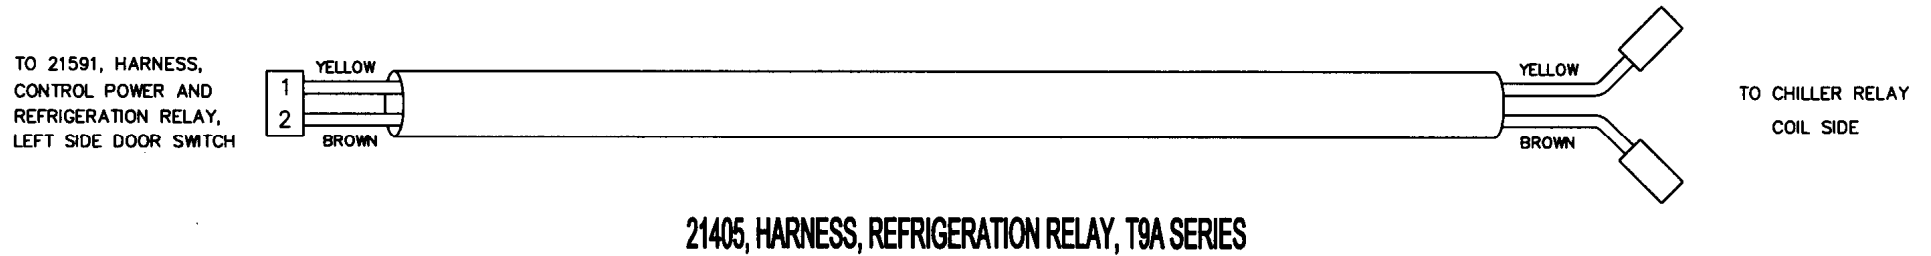 TO 21591, HARNESS,
CONTROL POWER AND
REFRIGERATION RELAY,
LEFT SIDE DOOR SWITCH
1
2
YELLOW
BROWN
YELLOW
BROWN
TO CHILLER RELAY
COIL SIDE
21405, HARNESS, REFRIGERATION RELAY, T9A SERIES